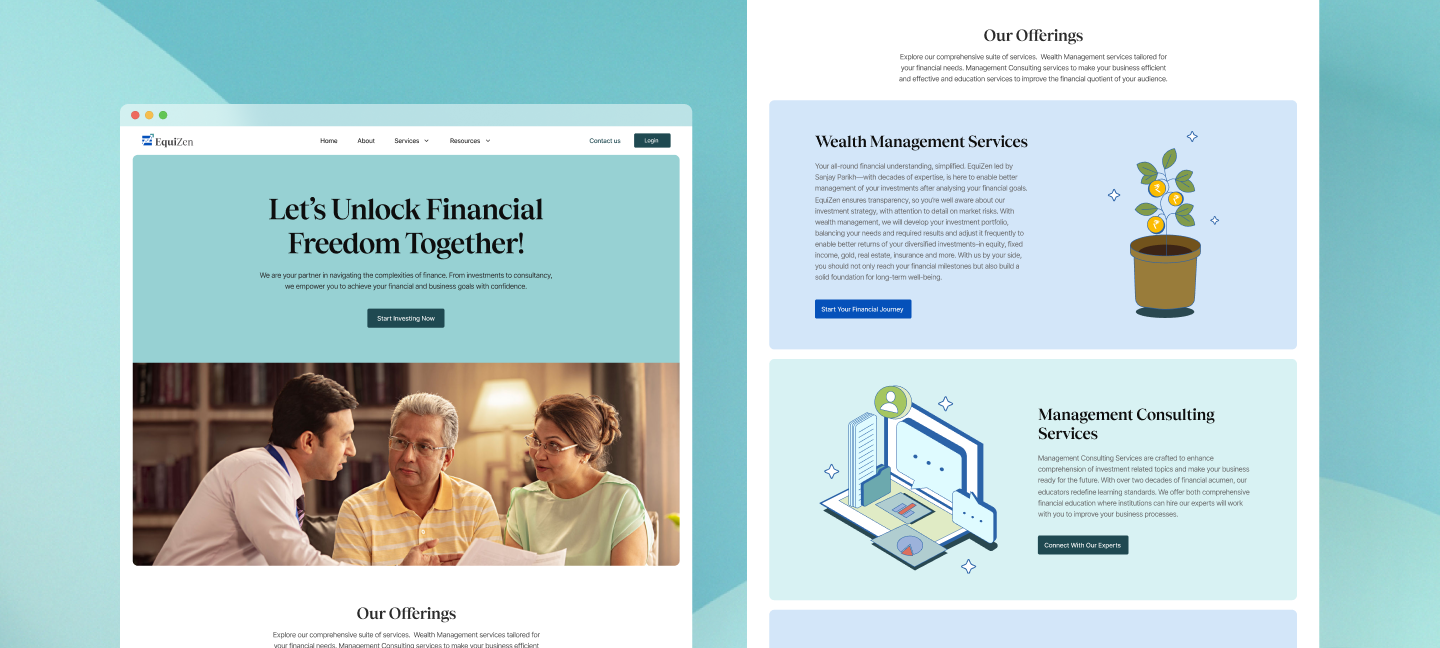 EquiZen
Home About Services Resources Contact us Login
Let's Unlock Financial
Freedom Together!
We are your partner in navigating the complexities of finance. From investments to consultancy,
we empower you to achieve your financial and business goals with confidence.
Start Investing Now
Our Offerings
Explore our comprehensive suite of services.  Wealth Management services tailored for
your financial needs. Management Consulting services to make your business efficient
Our Offerings
Explore our comprehensive suite of services.  Wealth Management services tailored for
your financial needs. Management Consulting services to make your business efficient
and effective and education services to improve the financial quotient of your audience.
Wealth Management Services
Your all-round financial understanding, simplified. EquiZen led by
Sanjay Parikh—with decades of expertise, is here to enable better
management of your investments after analysing your financial goals.
EquiZen ensures transparency, so you're well aware about our
investment strategy, with attention to detail on market risks. With
wealth management, we will develop your investment portfolio,
balancing your needs and required results and adjust it frequently to
enable better returns of your diversified investments–in equity, fixed
income, gold, real estate, insurance and more. With us by your side,
you should not only reach your financial milestones but also build a
solid foundation for long-term well-being.
Start Your Financial Journey
₹
₹
₹
Management Consulting
Services
Management Consulting Services are crafted to enhance
comprehension of investment related topics and make your business
ready for the future. With over two decades of financial acumen, our
educators redefine learning standards. We offer both comprehensive
financial education where institutions can hire our experts will work
with you to improve your business processes.
Connect With Our Experts